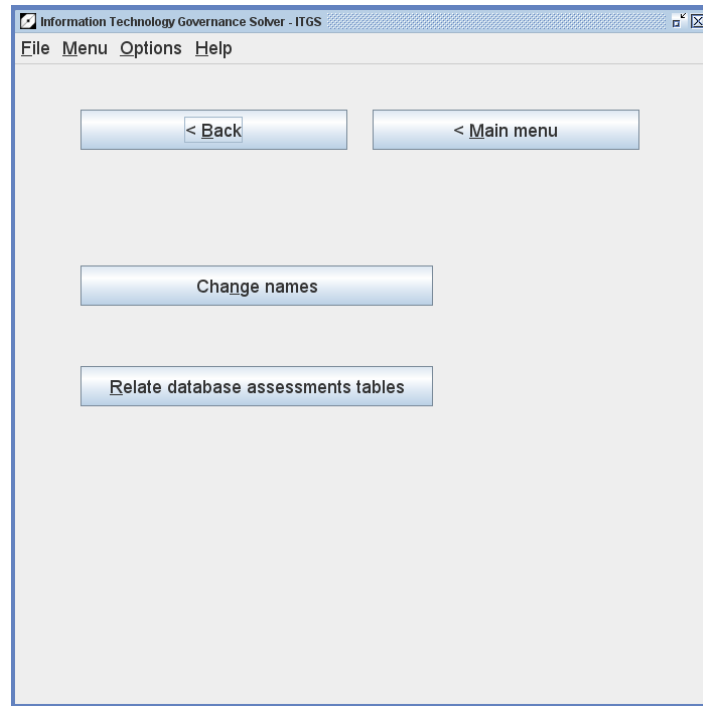 Information Technology Governance Solver - ITGS
File Menu Options Help
< Back < Main menu
Change names
Relate database assessments tables